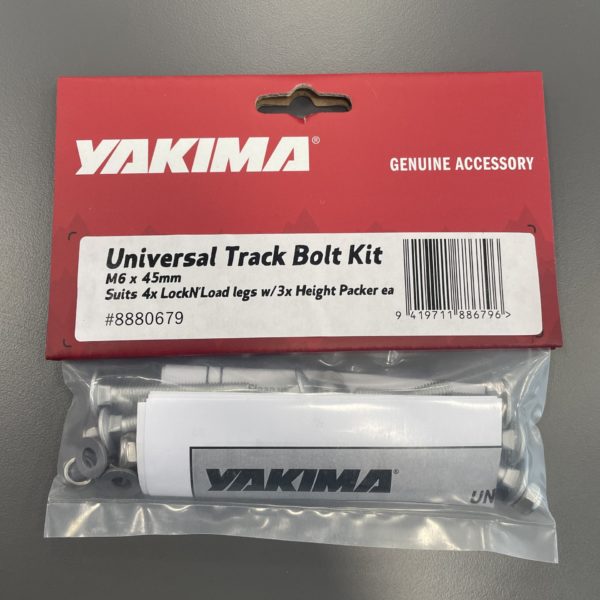 YAKIMA®
GENUINE ACCESSORY
Universal Track Bolt Kit
M6 x 45mm
Suits 4x LockN'Load legs w/3x Height Packer ea
#8880679
9 419711 886796 >
YAKIMA®
UN